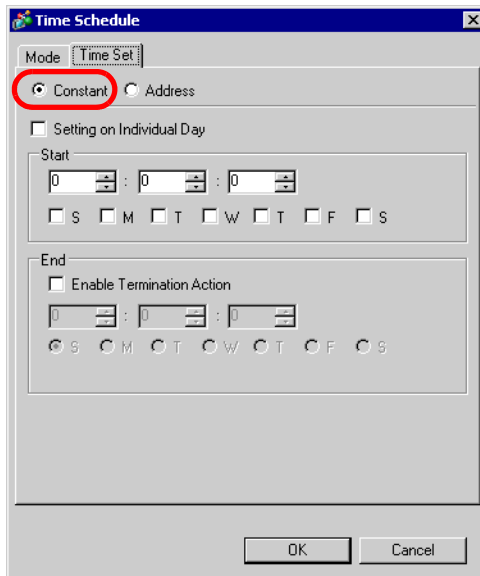 Time Schedule
Mode Time Set
Constant Address
Setting on Individual Day
Start
0 : 0 : 0
S M T W T F S
End
Enable Termination Action
0 : 0 : 0
S M T W T F S
OK Cancel